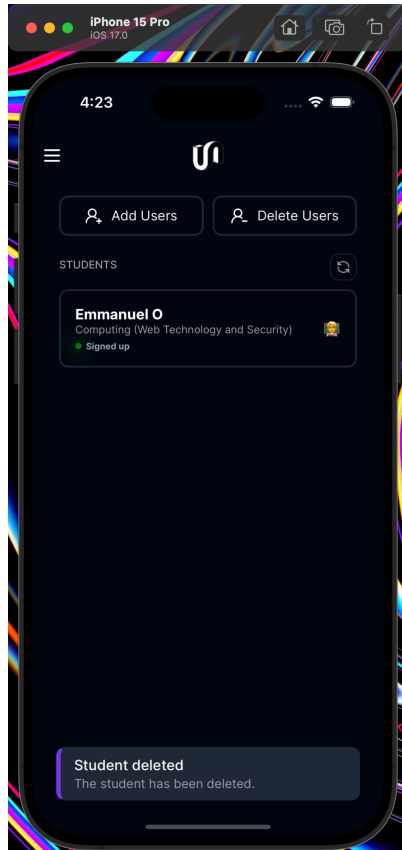 iPhone 15 Pro
iOS 17.0
4:23
Add Users
Delete Users
STUDENTS
Emmanuel O
Computing (Web Technology and Security)
Signed up
Student deleted
The student has been deleted.